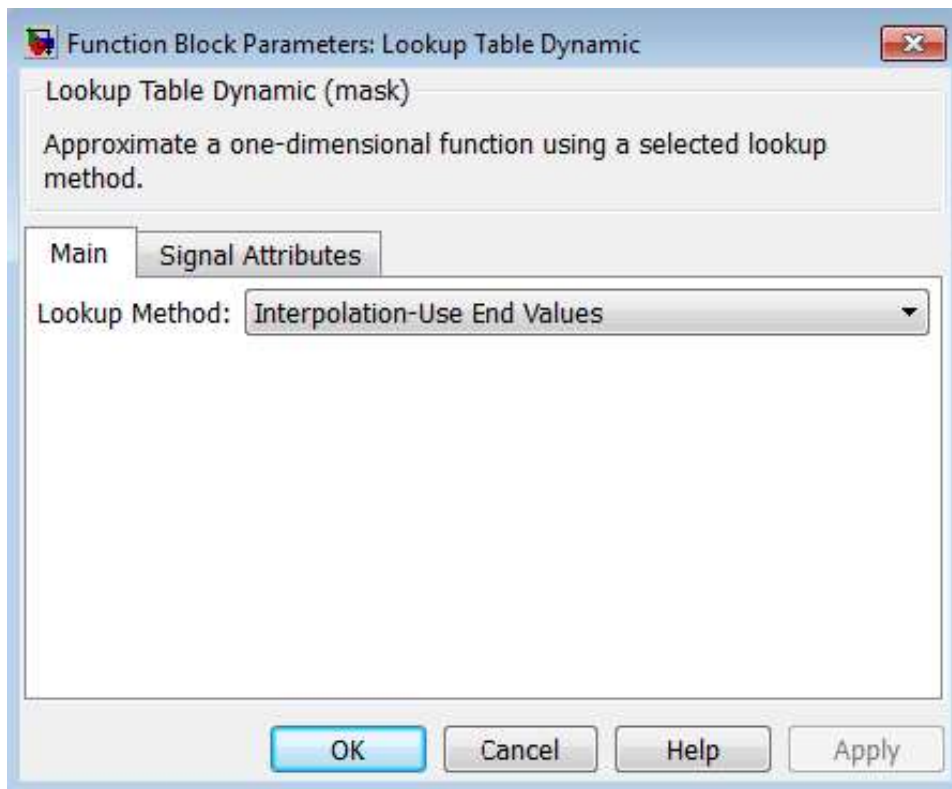 Function Block Parameters: Lookup Table Dynamic
Lookup Table Dynamic (mask)
Approximate a one-dimensional function using a selected lookup
method.
Main
Signal Attributes
Lookup Method:
Interpolation-Use End Values
OK
Cancel
Help
Apply